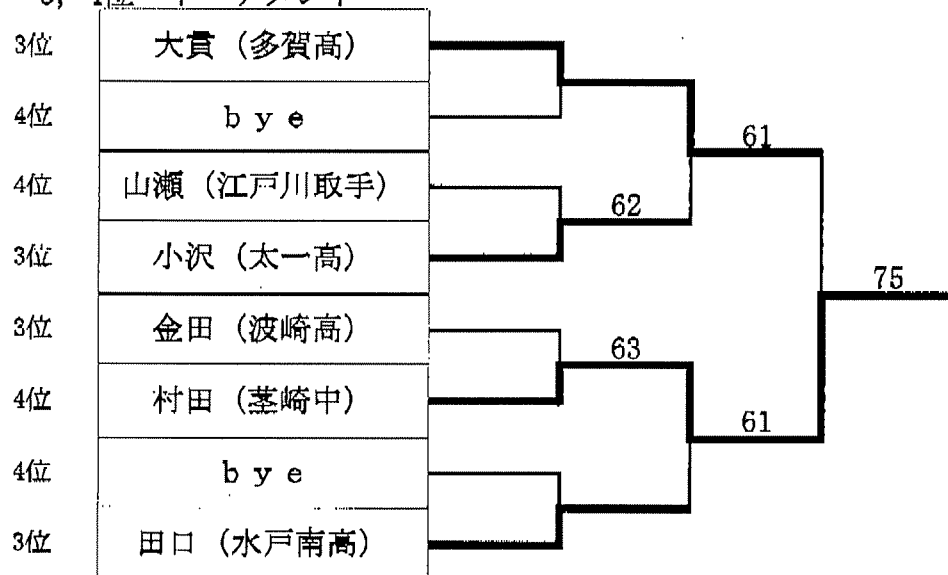 3位 大貫（多賀高）
4位 bye
61
4位 山瀬（江戸川取手）
62
3位 小沢（太一高）
75
3位 金田（波崎高）
63
4位 村田（茎崎中）
61
4位 bye
3位 田口（水戸南高）